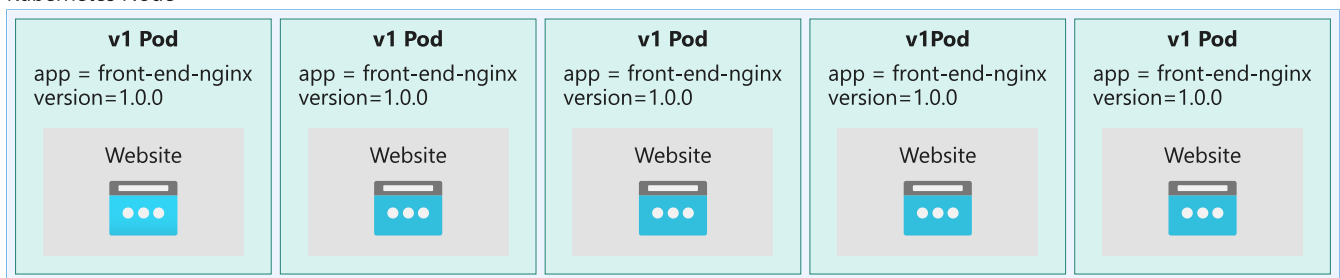 Kubernetes Node
v1 Pod
app = front-end-nginx
version=1.0.0
Website
v1 Pod
app = front-end-nginx
version=1.0.0
Website
v1 Pod
app = front-end-nginx
version=1.0.0
Website
v1Pod
app = front-end-nginx
version=1.0.0
Website
v1 Pod
app = front-end-nginx
version=1.0.0
Website